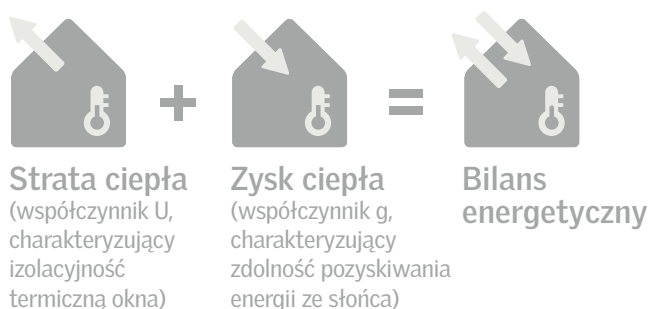 Strata ciepła
(współczynnik U,
charakteryzujący
izolacyjność
termiczną okna)
Zysk ciepła
(współczynnik g,
charakteryzujący
zdolność pozyskiwania
energii ze słońca)
Bilans
energetyczny